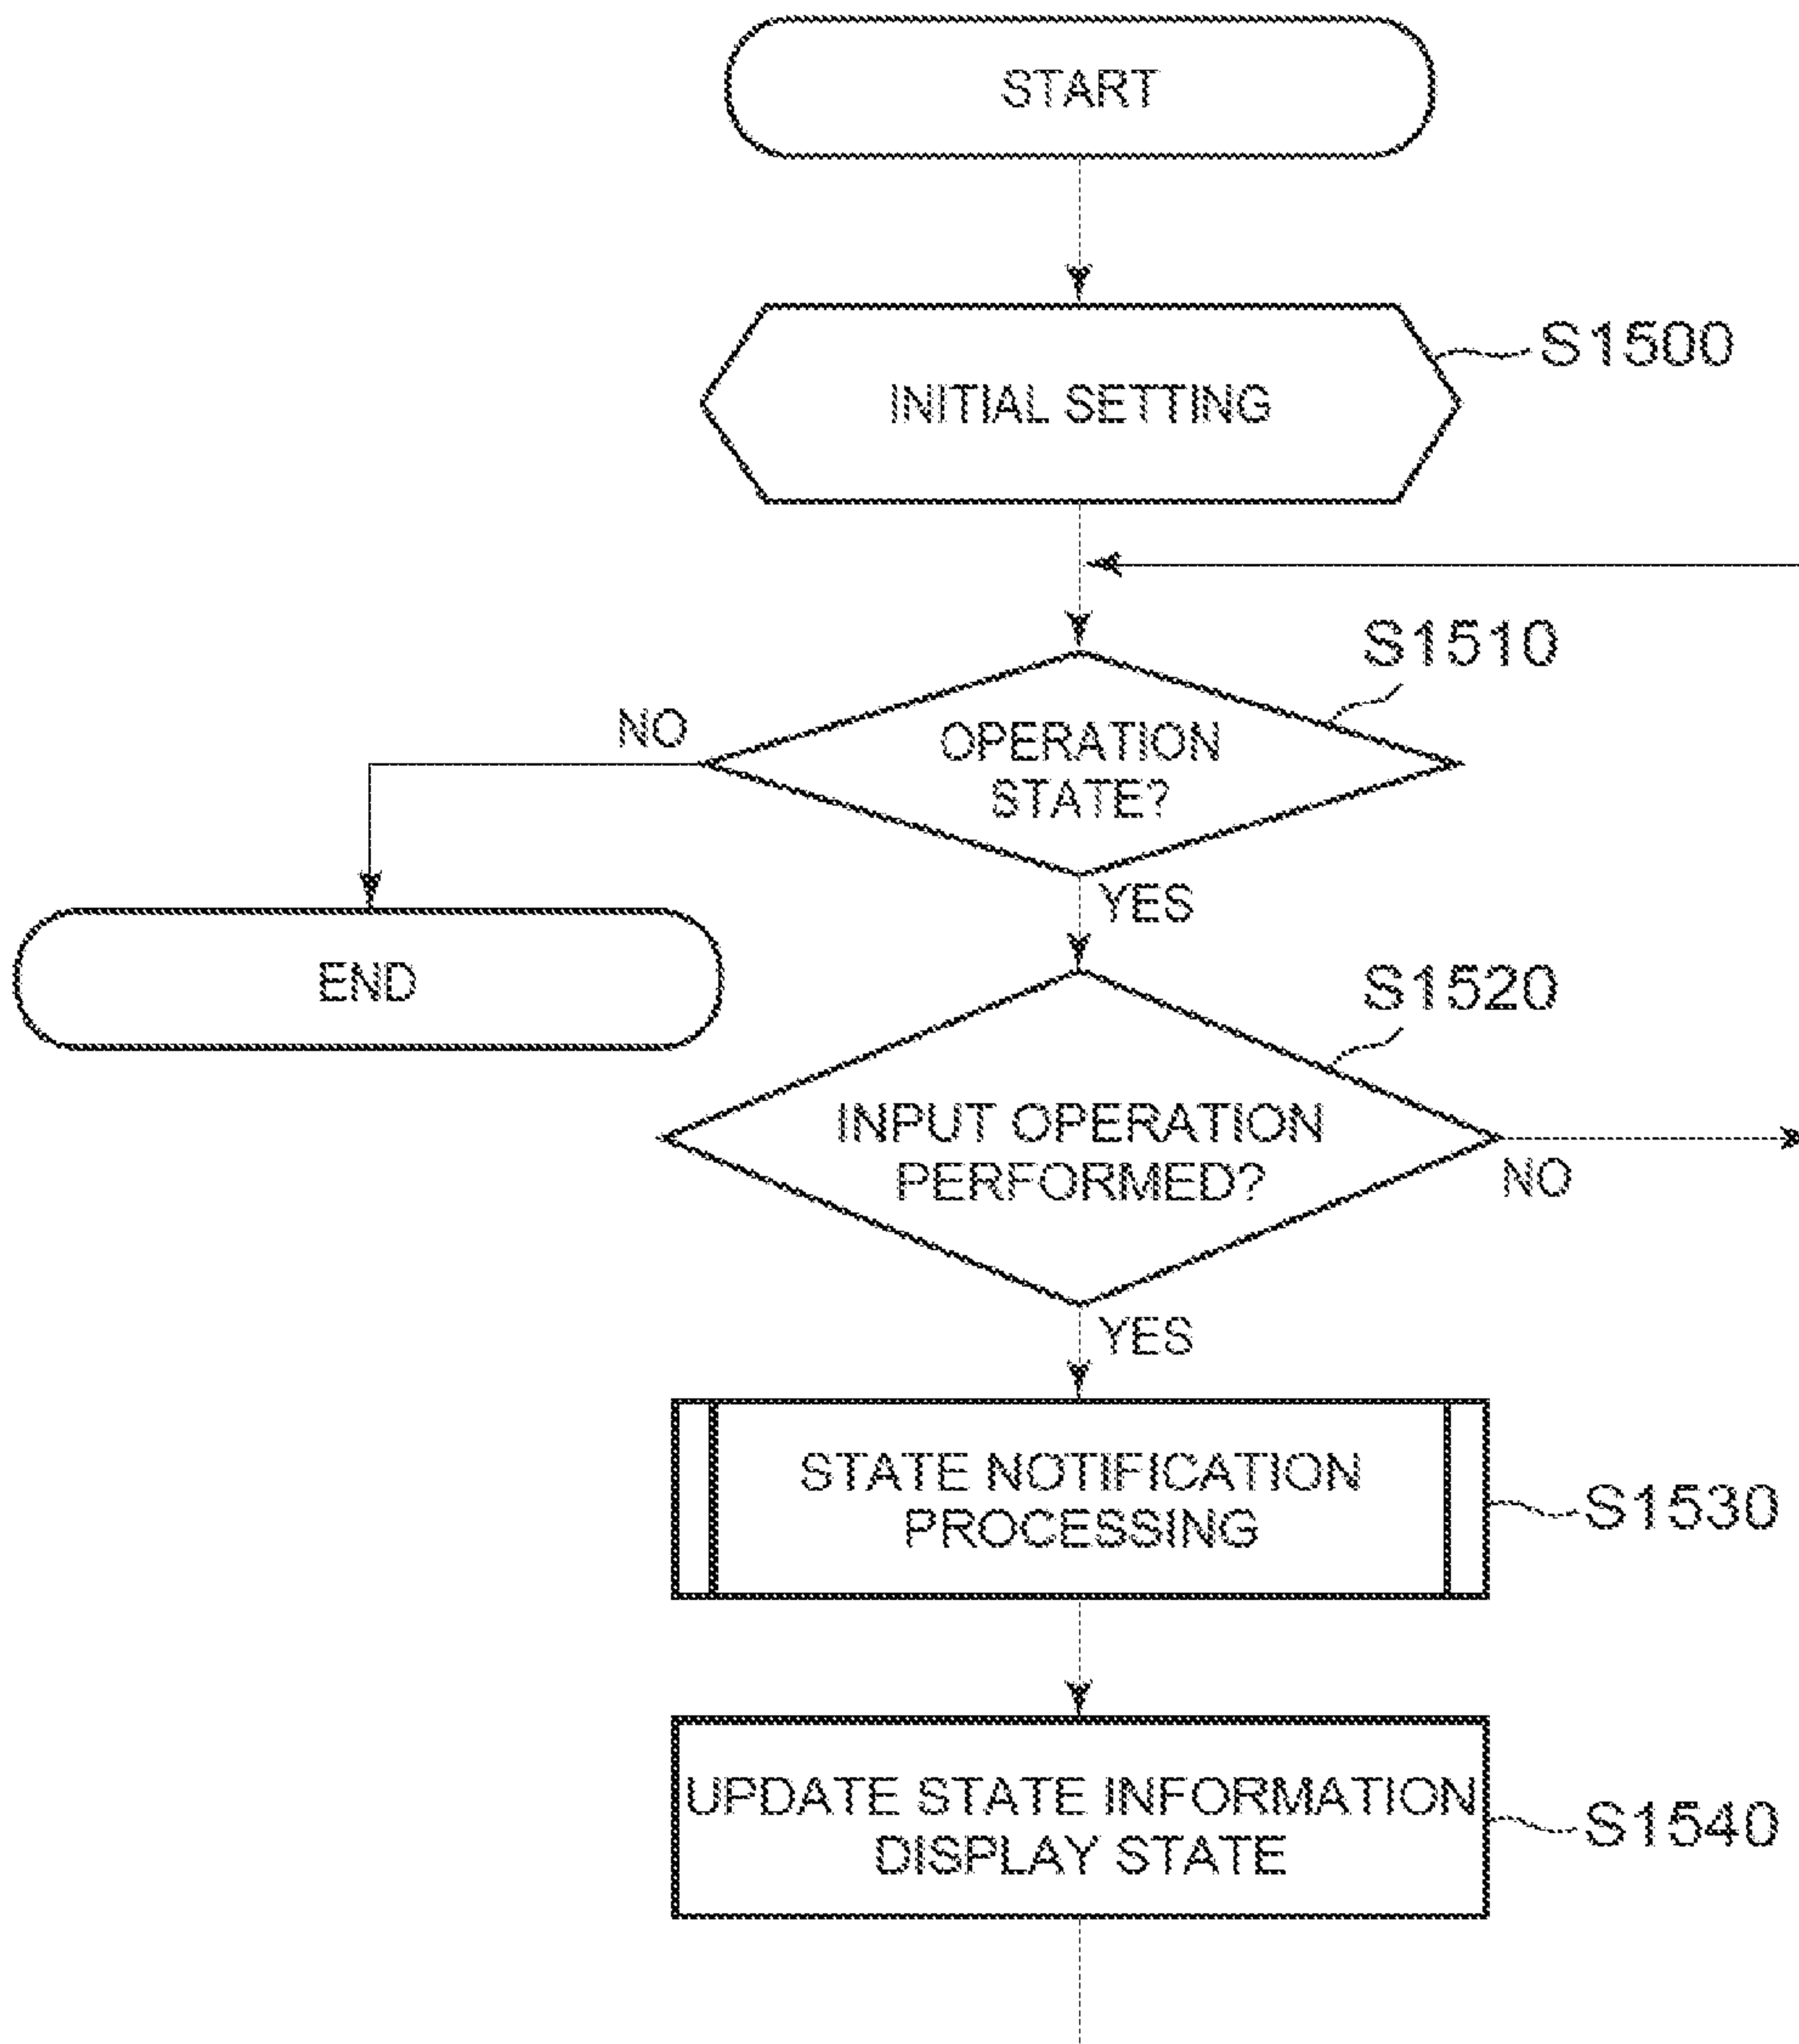 START
INITIAL SETTING
S1500
S1510
NO
OPERATION
STATE?
YES
END
S1520
INPUT OPERATION
PERFORMED?
NO
YES
STATE NOTIFICATION
PROCESSING
S1530
UPDATE STATE INFORMATION
DISPLAY STATE
S1540